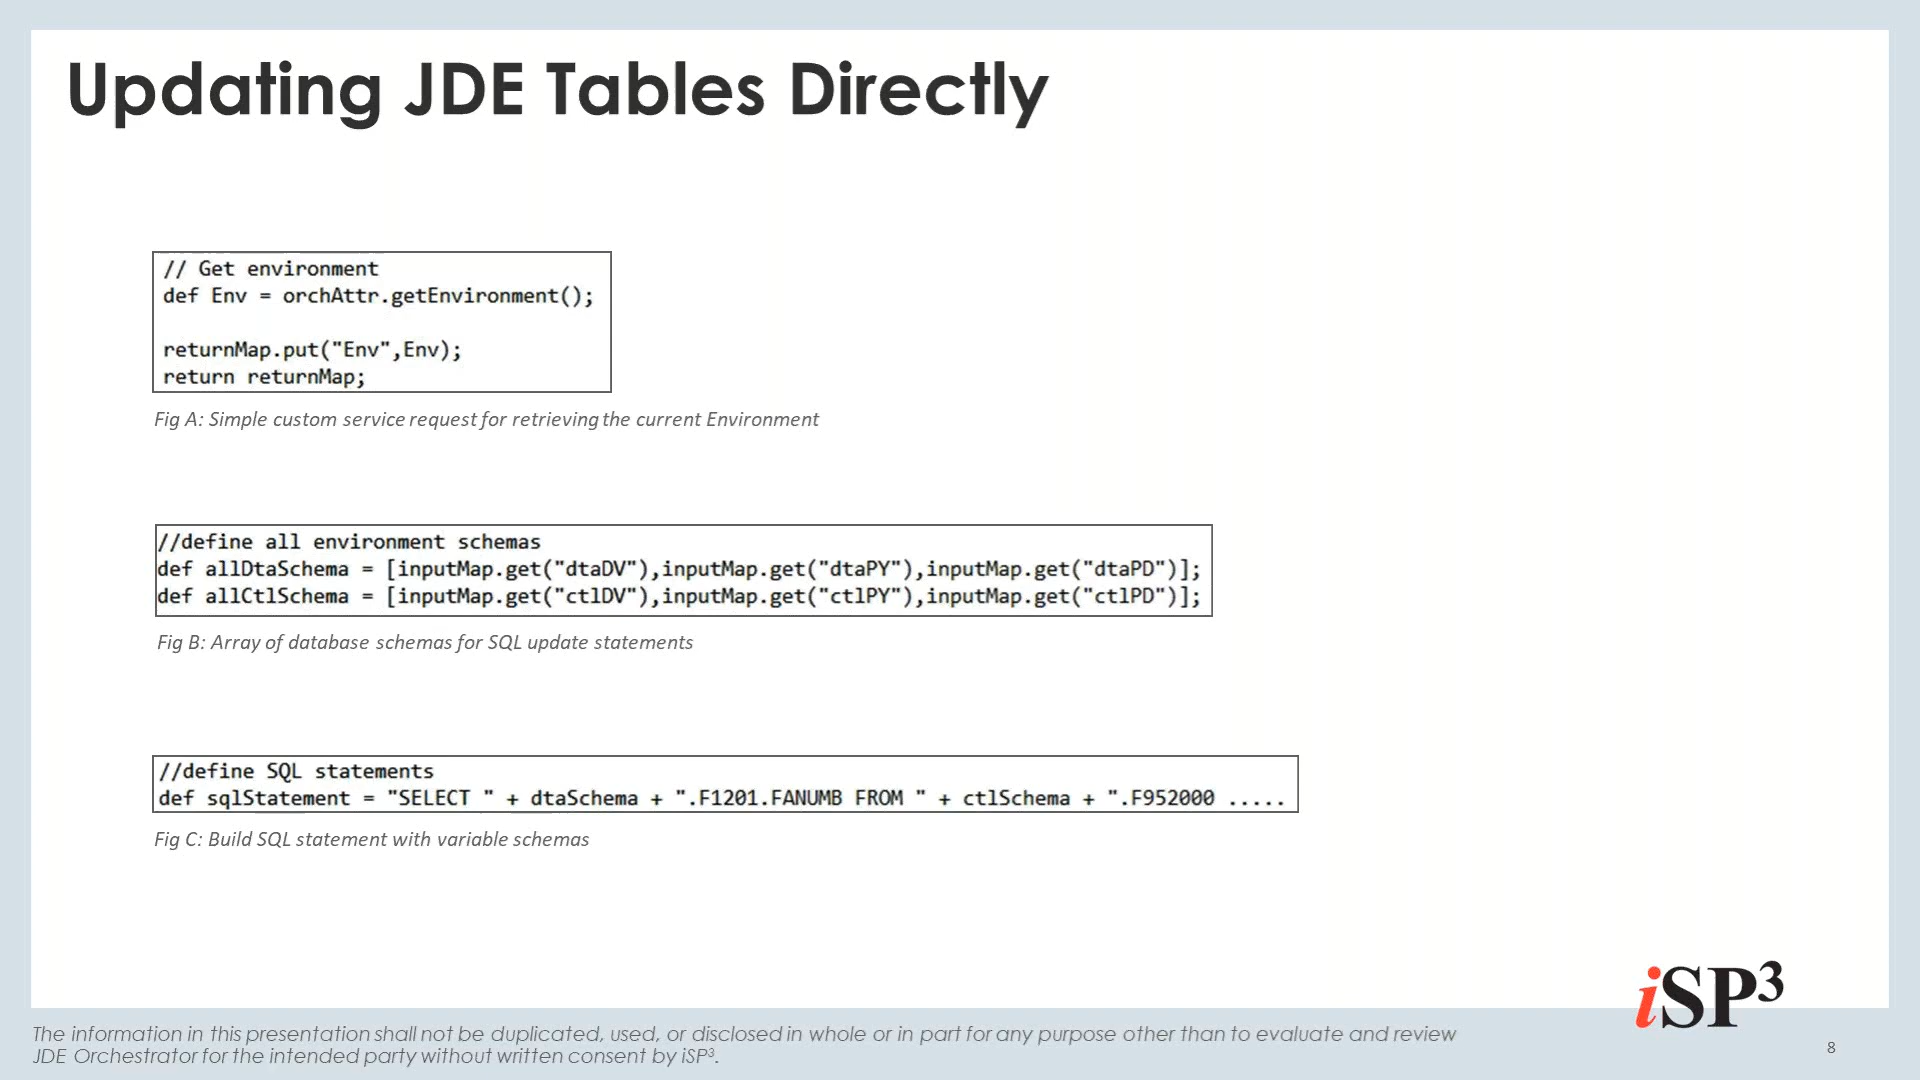 Updating JDE Tables Directly
// Get environment
def Env = orchAttr.getEnvironment();
returnMap.put("Env",Env);
return returnMap;
Fig A: Simple custom service request for retrieving the current Environment
//define all environment schemas
def allDtaSchema = [inputMap.get("dtaDV"),inputMap.get("dtaPY"),inputMap.get("dtaPD")];
def allCtlSchema = [inputMap.get("ctlDV"),inputMap.get("ctlPY"),inputMap.get("ctlPD")];
Fig B: Array of database schemas for SQL update statements
//define SQL statements
def sqlStatement = "SELECT " + dtaSchema + ".F1201.FANUMB FROM " + ctlSchema + ".F952000 .....
Fig C: Build SQL statement with variable schemas
iSP³
The information in this presentation shall not be duplicated, used, or disclosed in whole or in part for any purpose other than to evaluate and review
JDE Orchestrator for the intended party without written consent by iSP³.
8